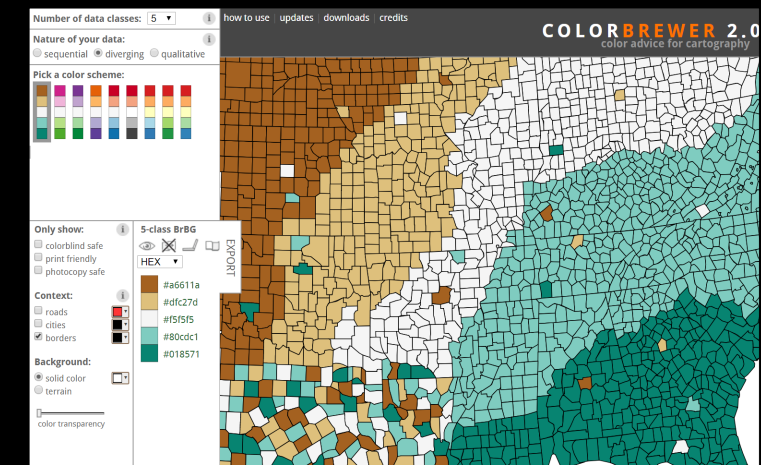 Number of data classes: 5 i
how to use | updates | downloads | credits
COLORBREWER 2.0
color advice for cartography
Nature of your data: i
sequential diverging qualitative
Pick a color scheme:
Only show: i
colorblind safe
print friendly
photocopy safe
Context: i
roads
cities
borders
Background:
solid color
terrain
color transparency
5-class BrBG
HEX
EXPORT
#a6611a
#dfc27d
#f5f5f5
#80cdc1
#018571